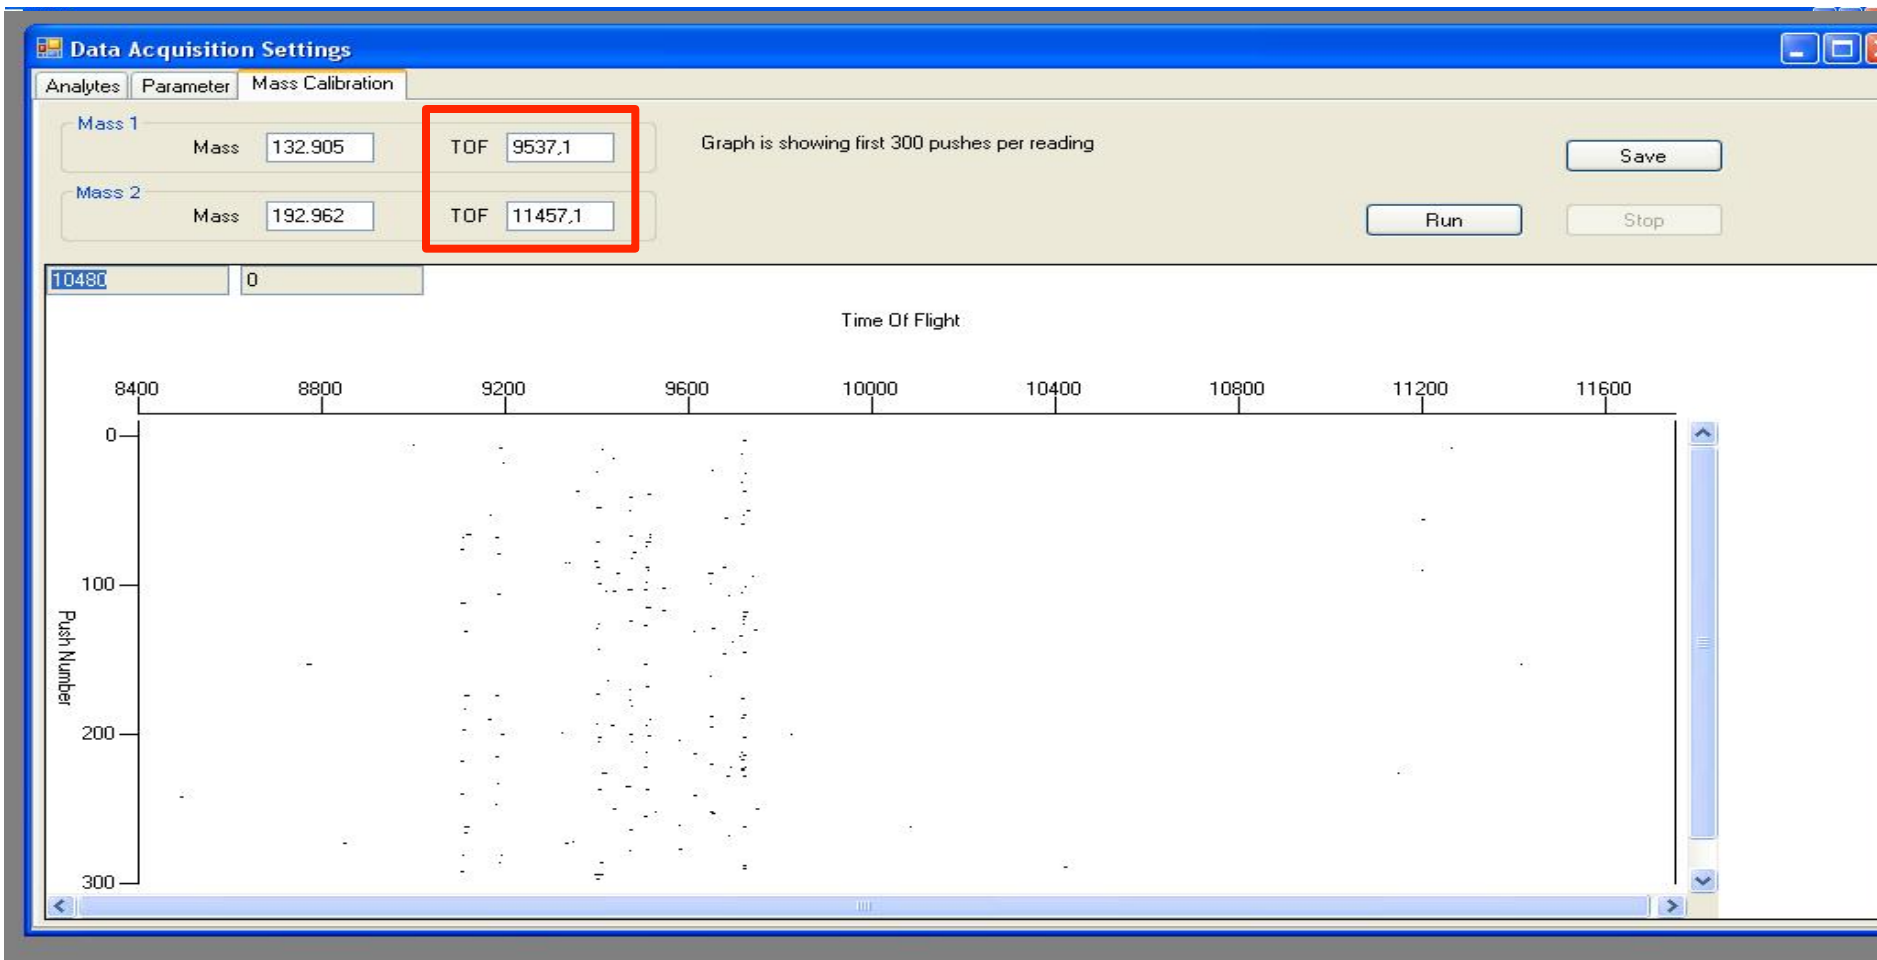 Data Acquisition Settings
Analytes Parameter Mass Calibration
Mass 1
Mass 132.905 TOF 9537,1 Graph is showing first 300 pushes per reading
Save
Mass 2
Mass 192.962 TOF 11457,1
Run Stop
10480 0
Time Of Flight
8400 8800 9200 9600 10000 10400 10800 11200 11600
0
100
Push Number
200
300